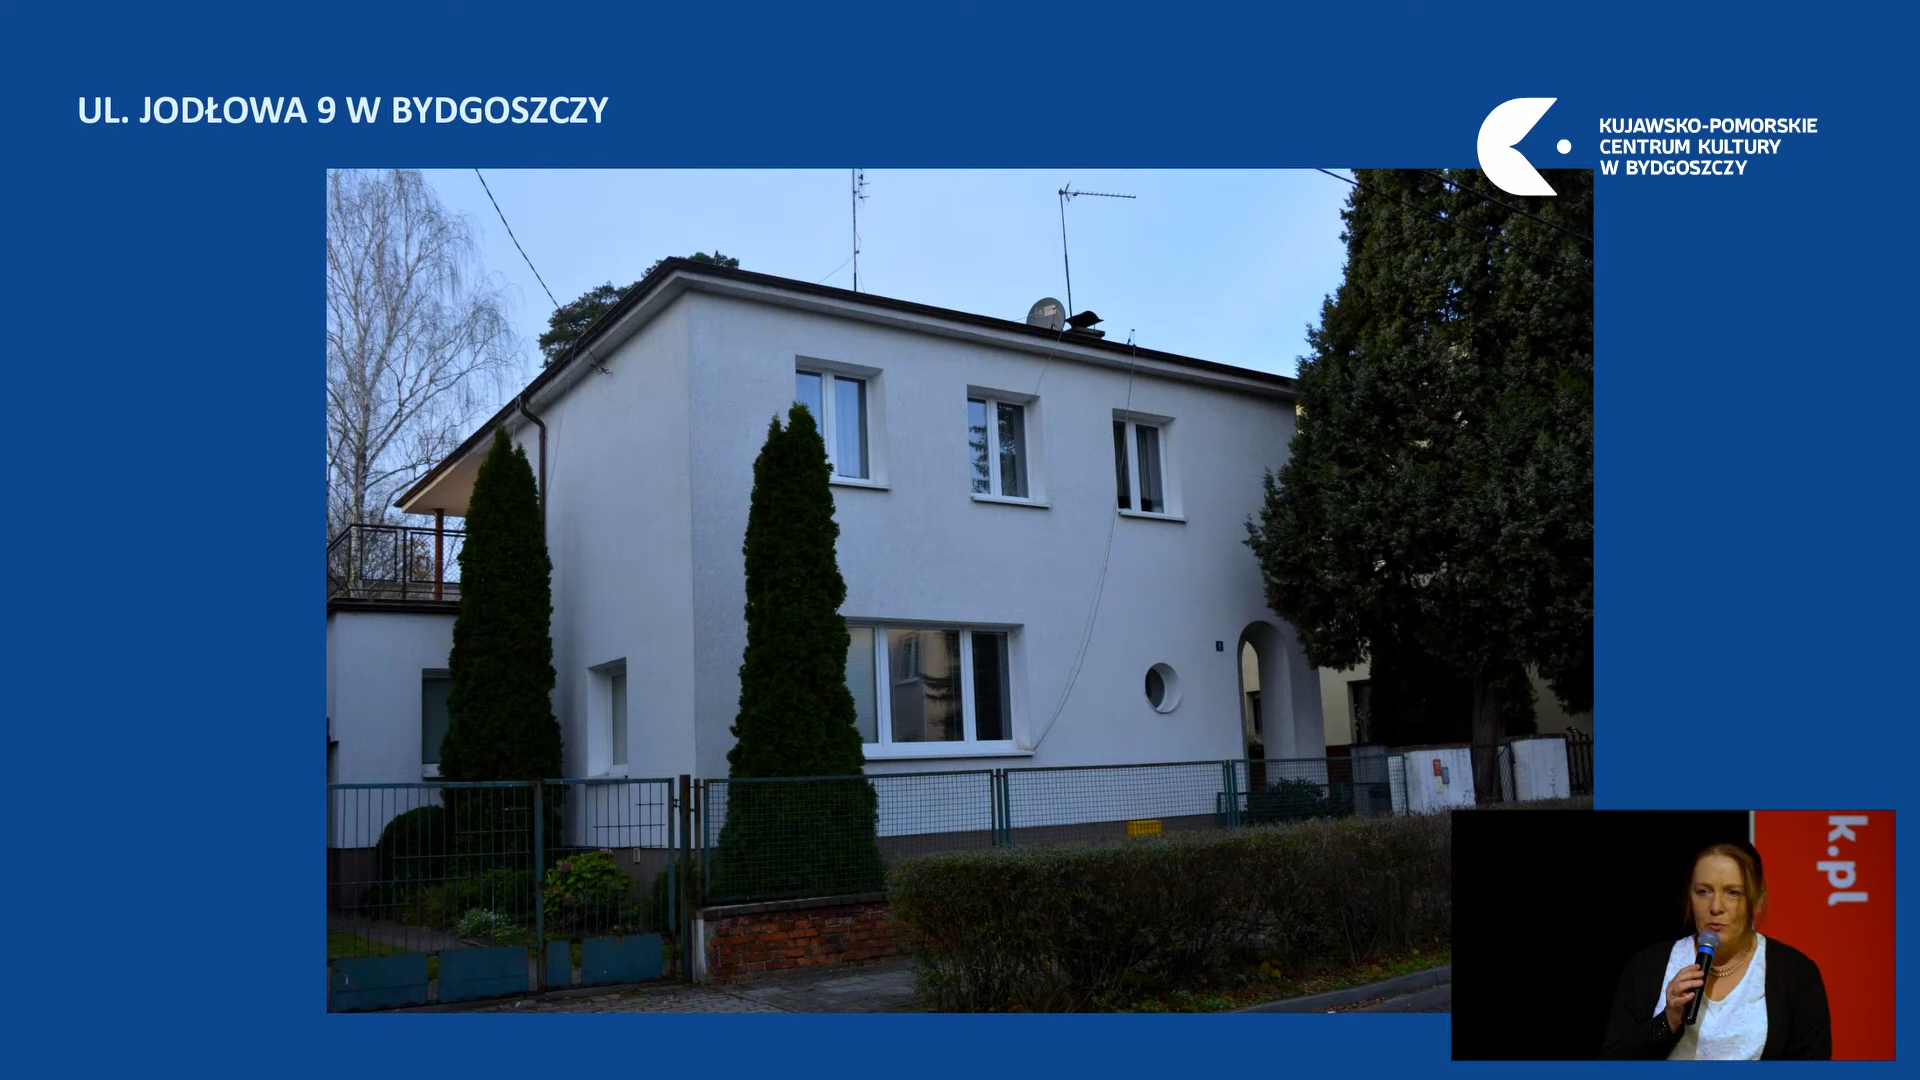 UL. JODŁOWA 9 W BYDGOSZCZY
KUJAWSKO-POMORSKIE
CENTRUM KULTURY
W BYDGOSZCZY
k.pl